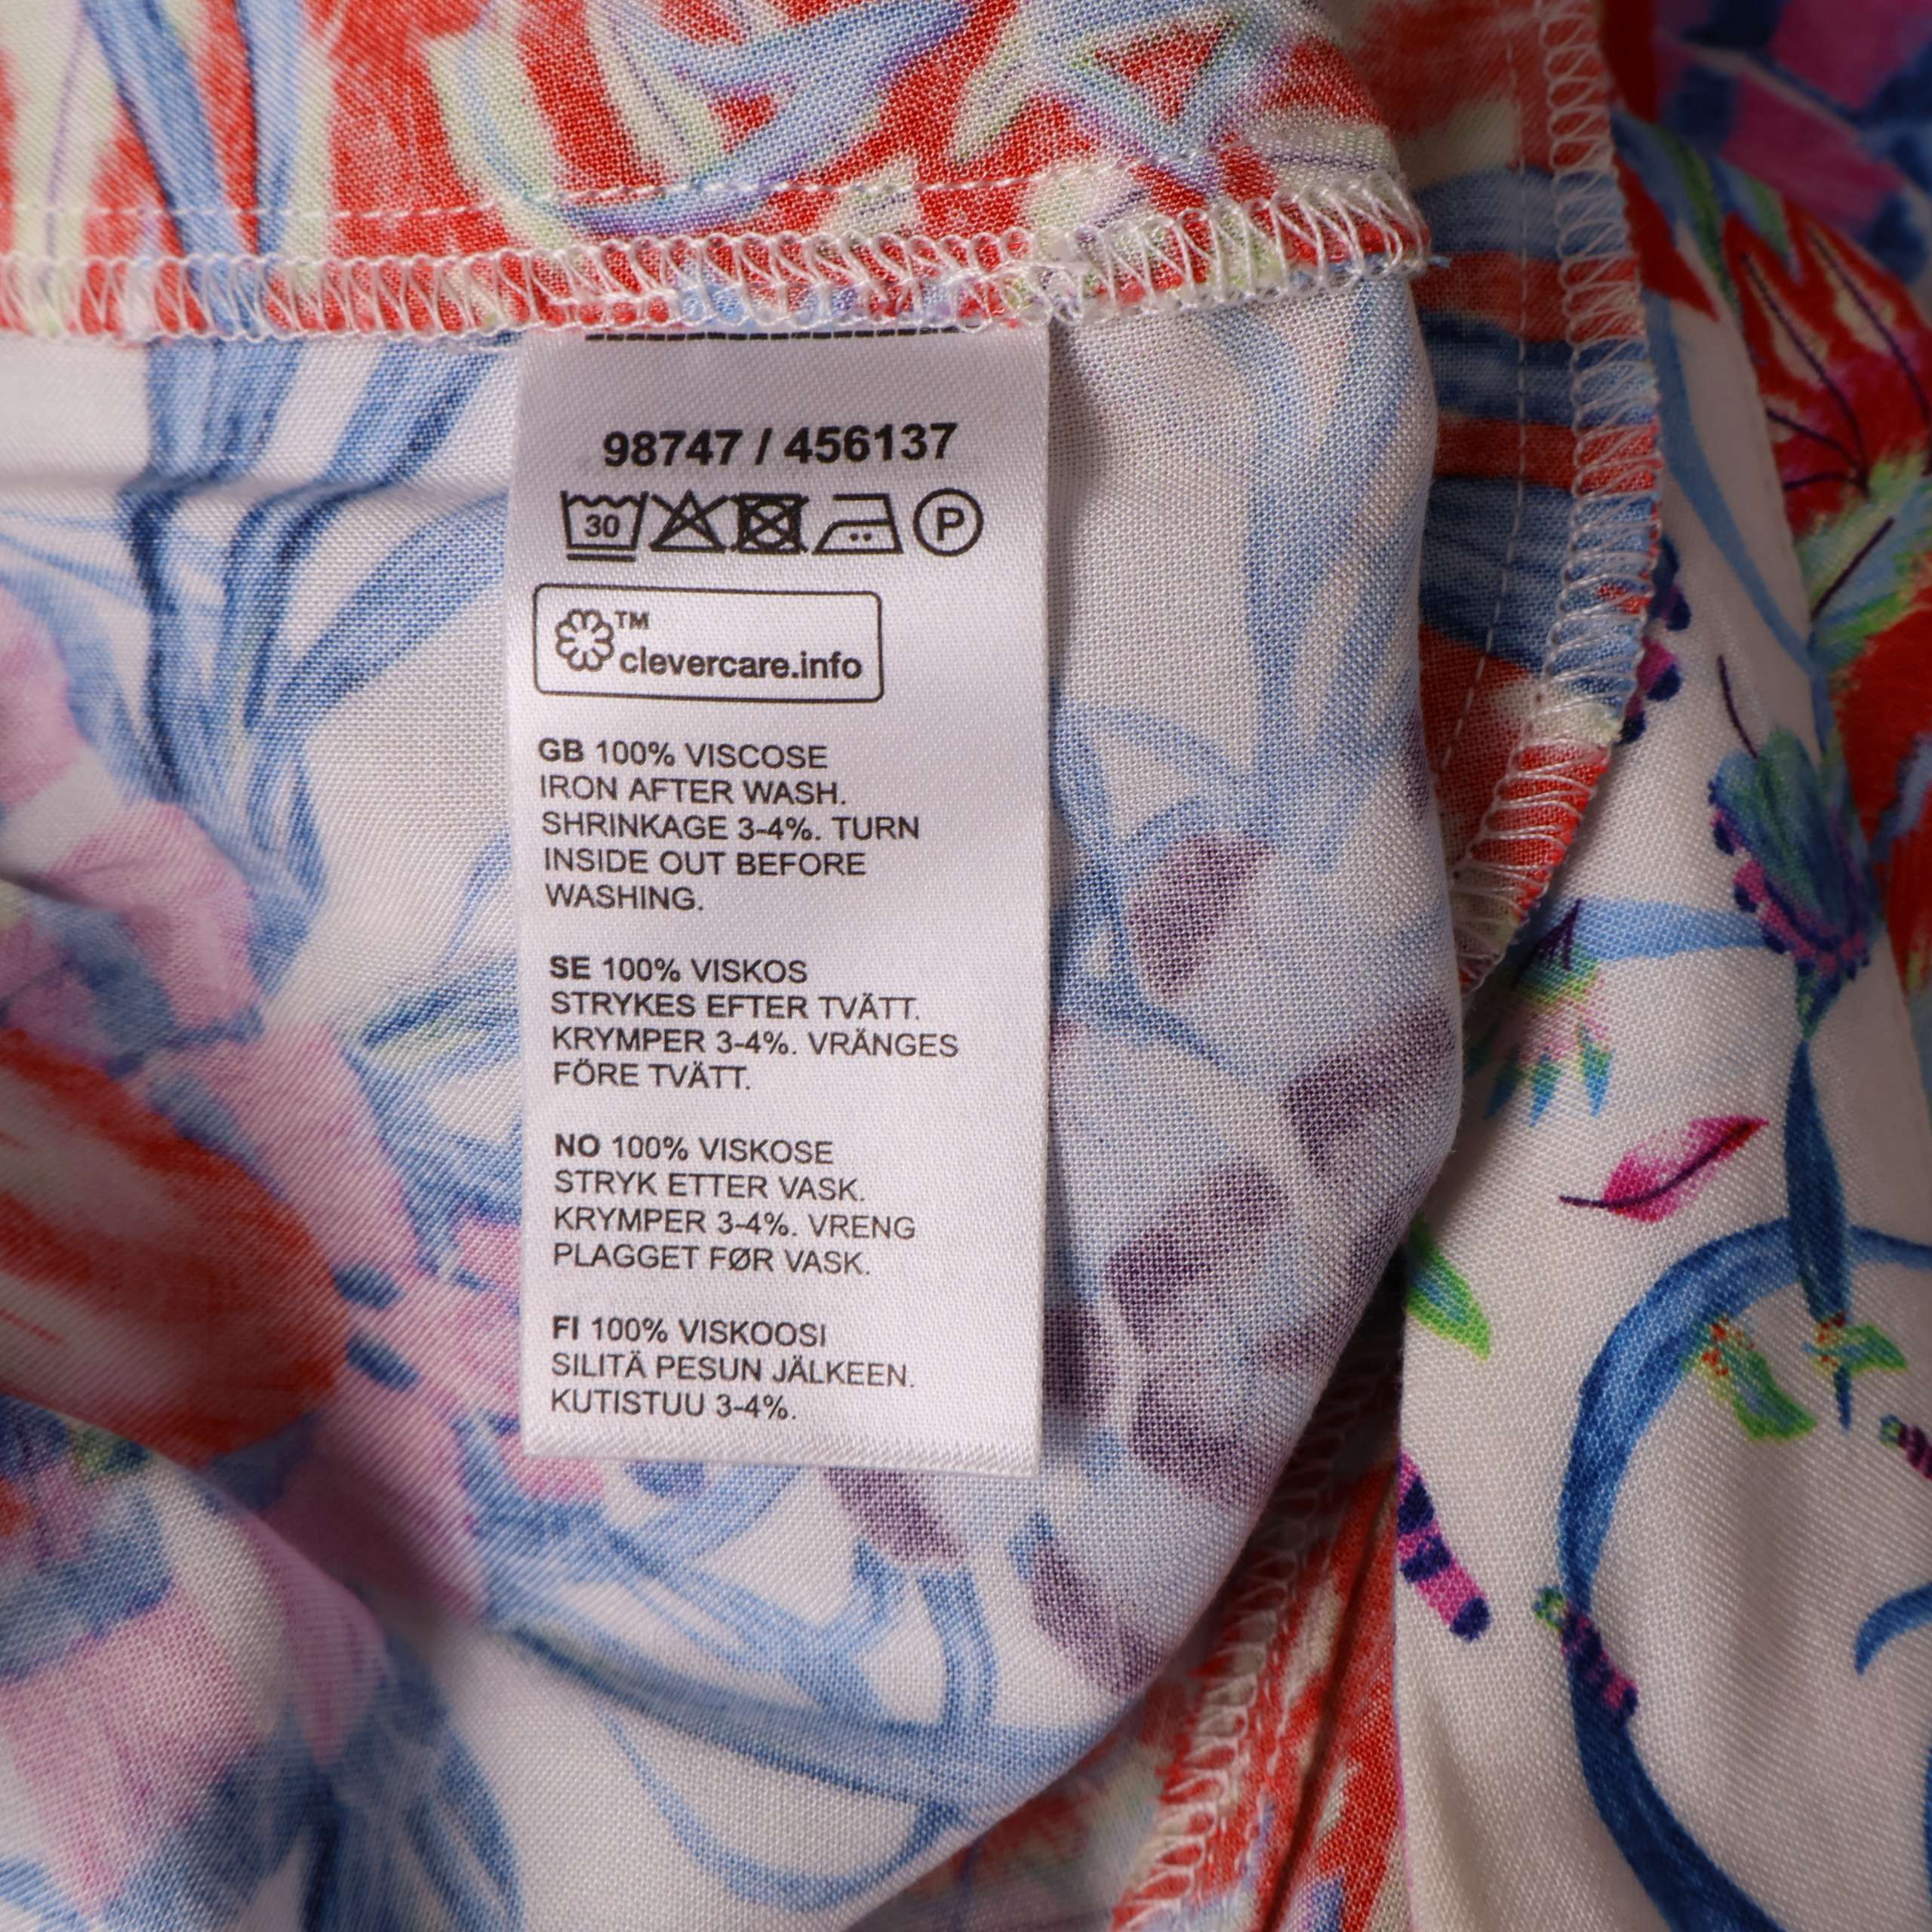 98747 / 456137
30
P
TM
clevercare.info
GB 100% VISCOSE
IRON AFTER WASH.
SHRINKAGE 3-4%. TURN
INSIDE OUT BEFORE
WASHING.
SE 100% VISKOS
STRYKES EFTER TVÄTT.
KRYMPER 3-4%. VRÄNGES
FÖRE TVÄTT.
NO 100% VISKOSE
STRYK ETTER VASK.
KRYMPER 3-4%. VRENG
PLAGGET FØR VASK.
FI 100% VISKOOSI
SILITÄ PESUN JÄLKEEN.
KUTISTUU 3-4%.